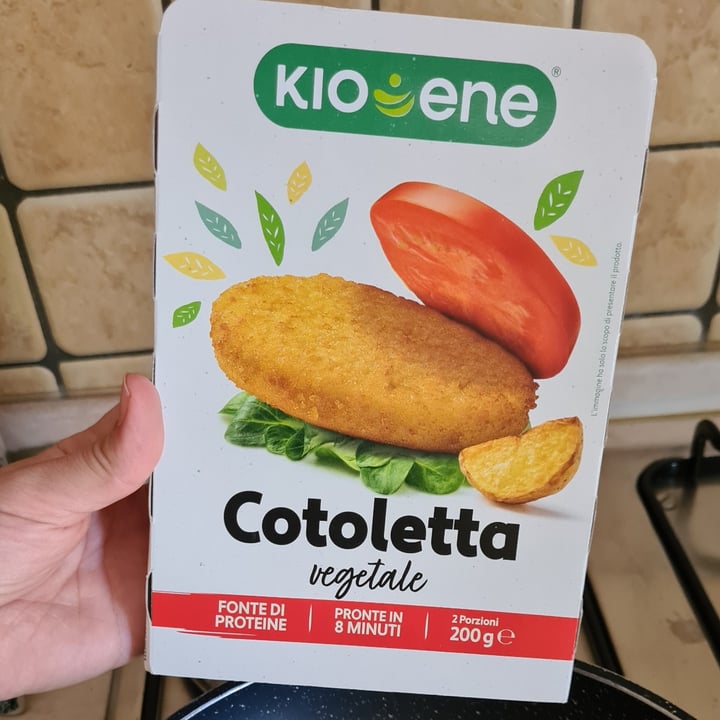 KIOENE®
L'immagine ha solo lo scopo di presentare il prodotto.
Cotoletta
vegetale
FONTE DI
PROTEINE
PRONTE IN
8 MINUTI
2 Porzioni
200 g ℮